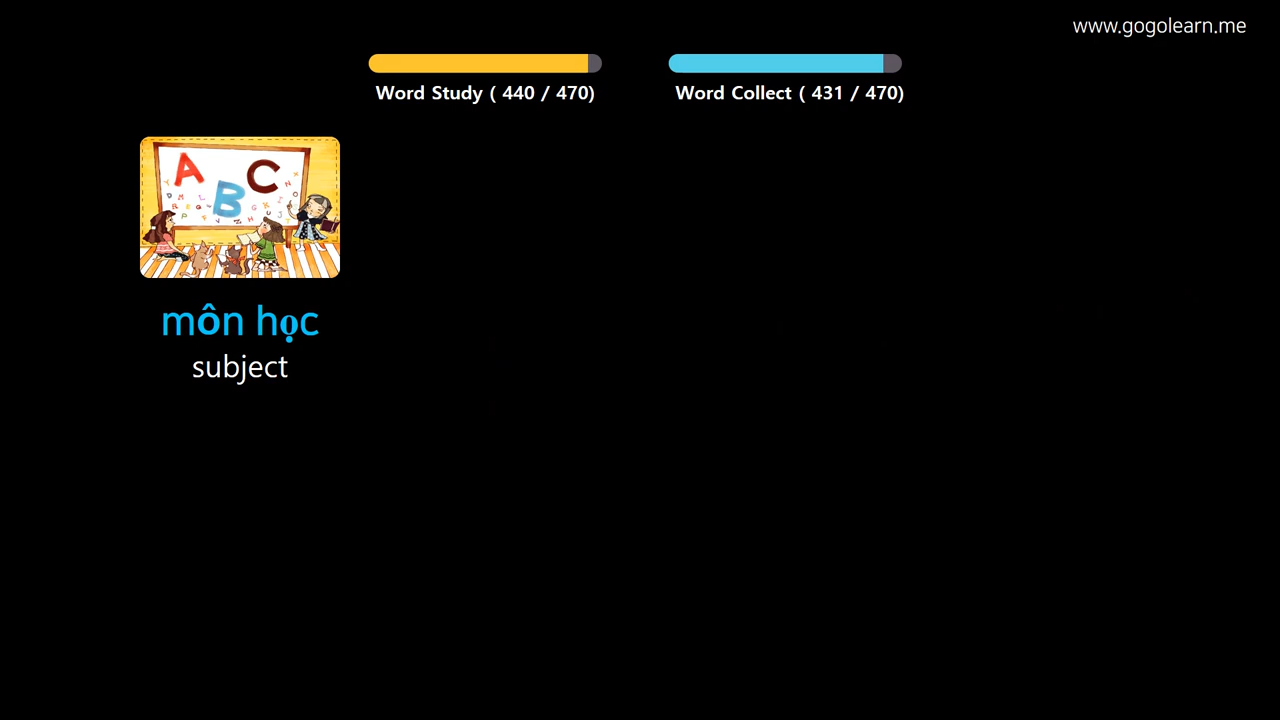 www.gogolearn.me
Word Study ( 440 / 470)
Word Collect ( 431 / 470)
A
B
C
môn học
subject